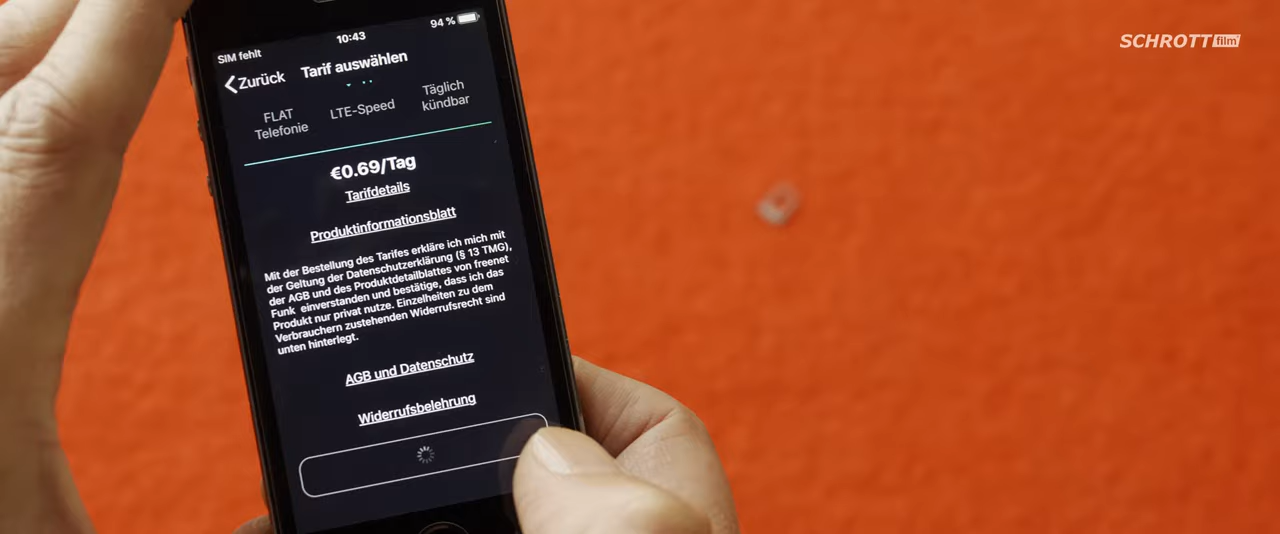 SCHROTT film
94 %
10:43
SIM fehlt
Zurück
Tarif auswählen
FLAT
Telefonie
LTE-Speed
Täglich
kündbar
€0.69/Tag
Tarifdetails
Produktinformationsblatt
Mit der Bestellung des Tarifes erkläre ich mich mit
der Geltung der Datenschutzerklärung (§ 13 TMG),
der AGB und des Produktdetailblattes von freenet
Funk einverstanden und bestätige, dass ich das
Produkt nur privat nutze. Einzelheiten zu dem
Verbrauchern zustehenden Widerrufsrecht sind
unten hinterlegt.
AGB und Datenschutz
Widerrufsbelehrung